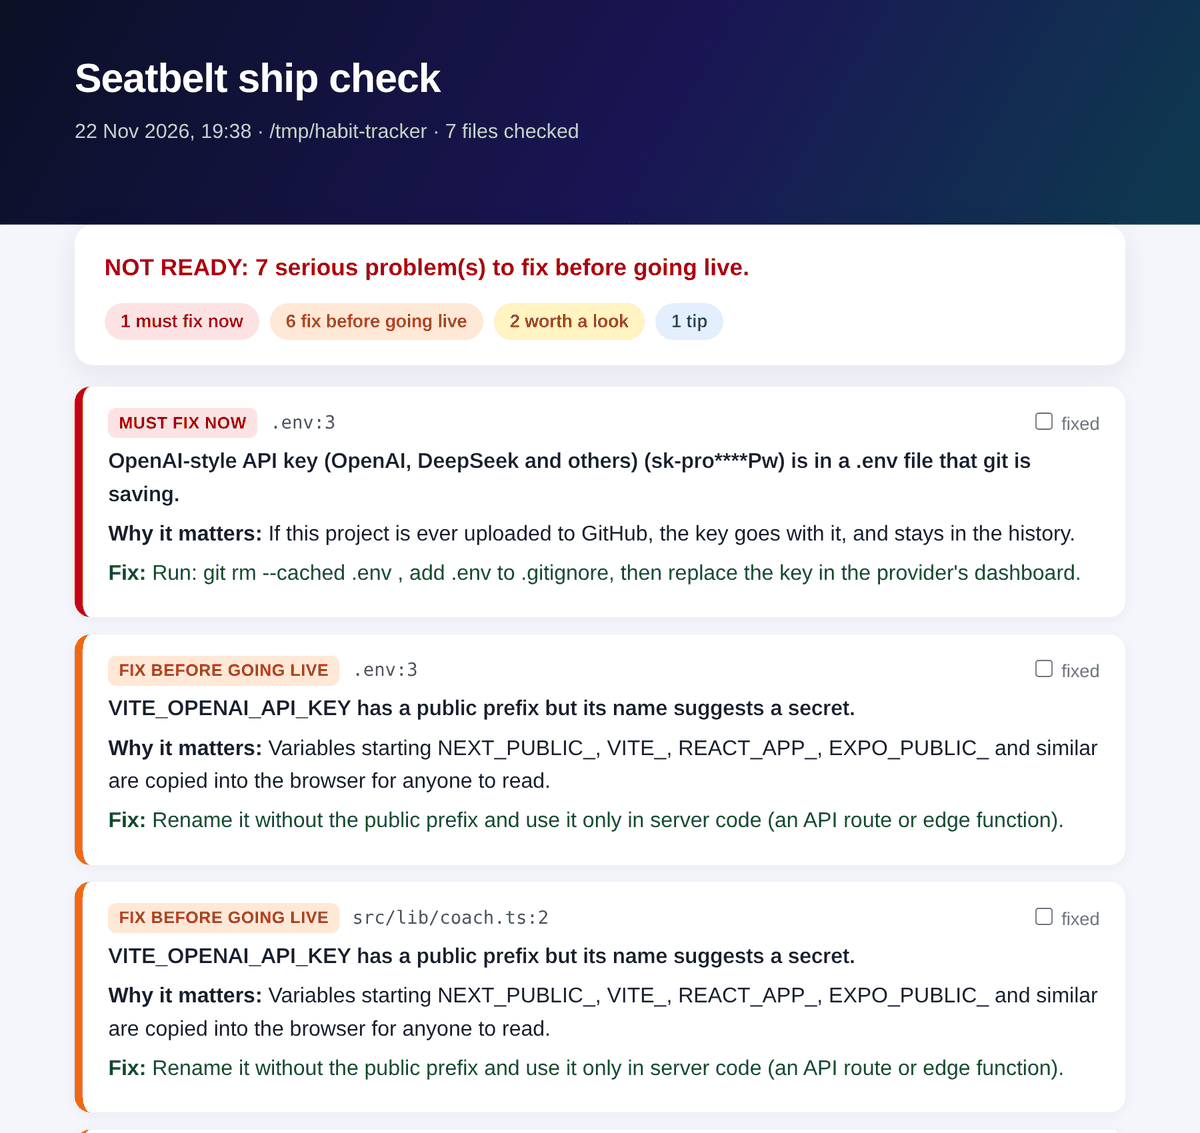 Seatbelt ship check
22 Nov 2026, 19:38 · /tmp/habit-tracker · 7 files checked
NOT READY: 7 serious problem(s) to fix before going live.
1 must fix now 6 fix before going live 2 worth a look 1 tip
MUST FIX NOW .env:3 fixed
OpenAI-style API key (OpenAI, DeepSeek and others) (sk-pro****Pw) is in a .env file that git is
saving.
Why it matters: If this project is ever uploaded to GitHub, the key goes with it, and stays in the history.
Fix: Run: git rm --cached .env , add .env to .gitignore, then replace the key in the provider's dashboard.
FIX BEFORE GOING LIVE .env:3 fixed
VITE_OPENAI_API_KEY has a public prefix but its name suggests a secret.
Why it matters: Variables starting NEXT_PUBLIC_, VITE_, REACT_APP_, EXPO_PUBLIC_ and similar
are copied into the browser for anyone to read.
Fix: Rename it without the public prefix and use it only in server code (an API route or edge function).
FIX BEFORE GOING LIVE src/lib/coach.ts:2 fixed
VITE_OPENAI_API_KEY has a public prefix but its name suggests a secret.
Why it matters: Variables starting NEXT_PUBLIC_, VITE_, REACT_APP_, EXPO_PUBLIC_ and similar
are copied into the browser for anyone to read.
Fix: Rename it without the public prefix and use it only in server code (an API route or edge function).